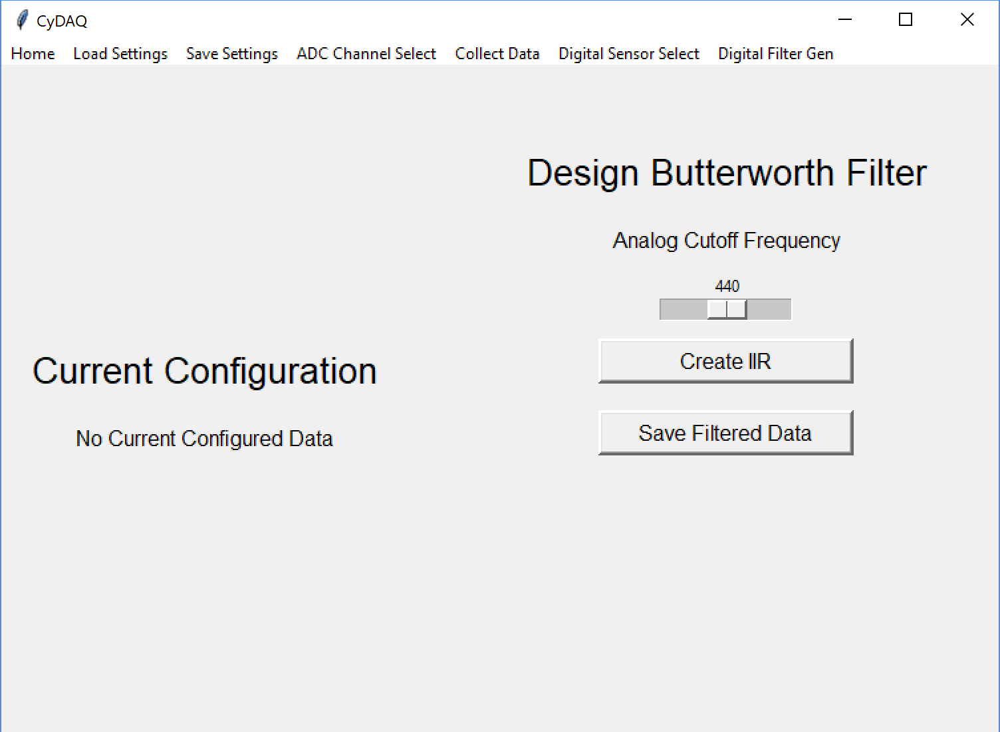 CyDAQ
Home Load Settings Save Settings ADC Channel Select Collect Data Digital Sensor Select Digital Filter Gen
Design Butterworth Filter
Analog Cutoff Frequency
440
Create IIR
Current Configuration
Save Filtered Data
No Current Configured Data